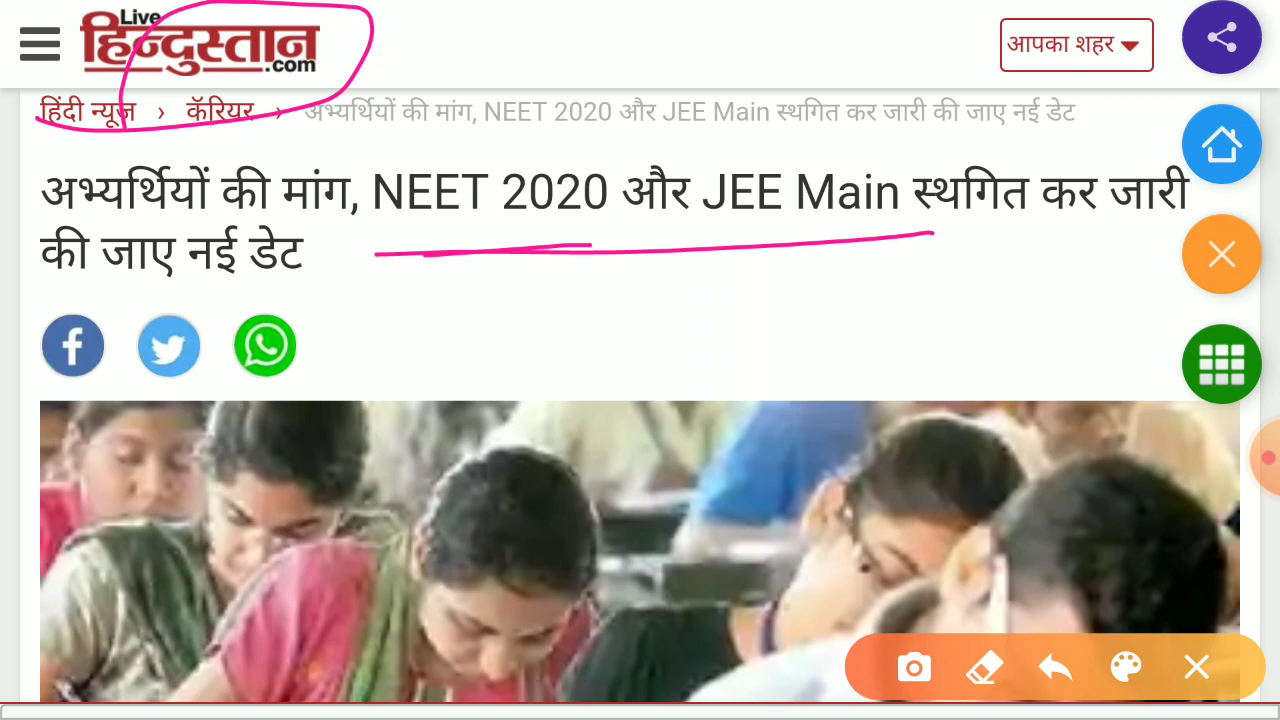 Live
हिन्दुस्तान
.com
आपका शहर
हिंदी न्यूज़ › कॅरियर › अभ्यर्थियों की मांग, NEET 2020 और JEE Main स्थगित कर जारी की जाए नई डेट
अभ्यर्थियों की मांग, NEET 2020 और JEE Main स्थगित कर जारी
की जाए नई डेट